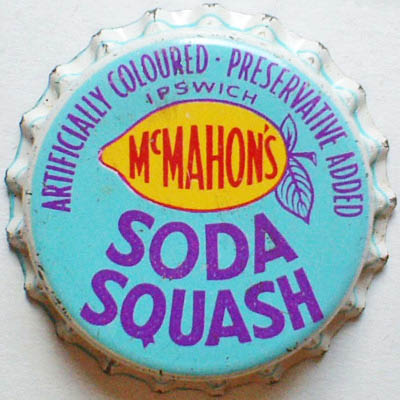 ARTIFICIALLY COLOURED · PRESERVATIVE ADDED
IPSWICH
McMAHON'S
SODA
SQUASH